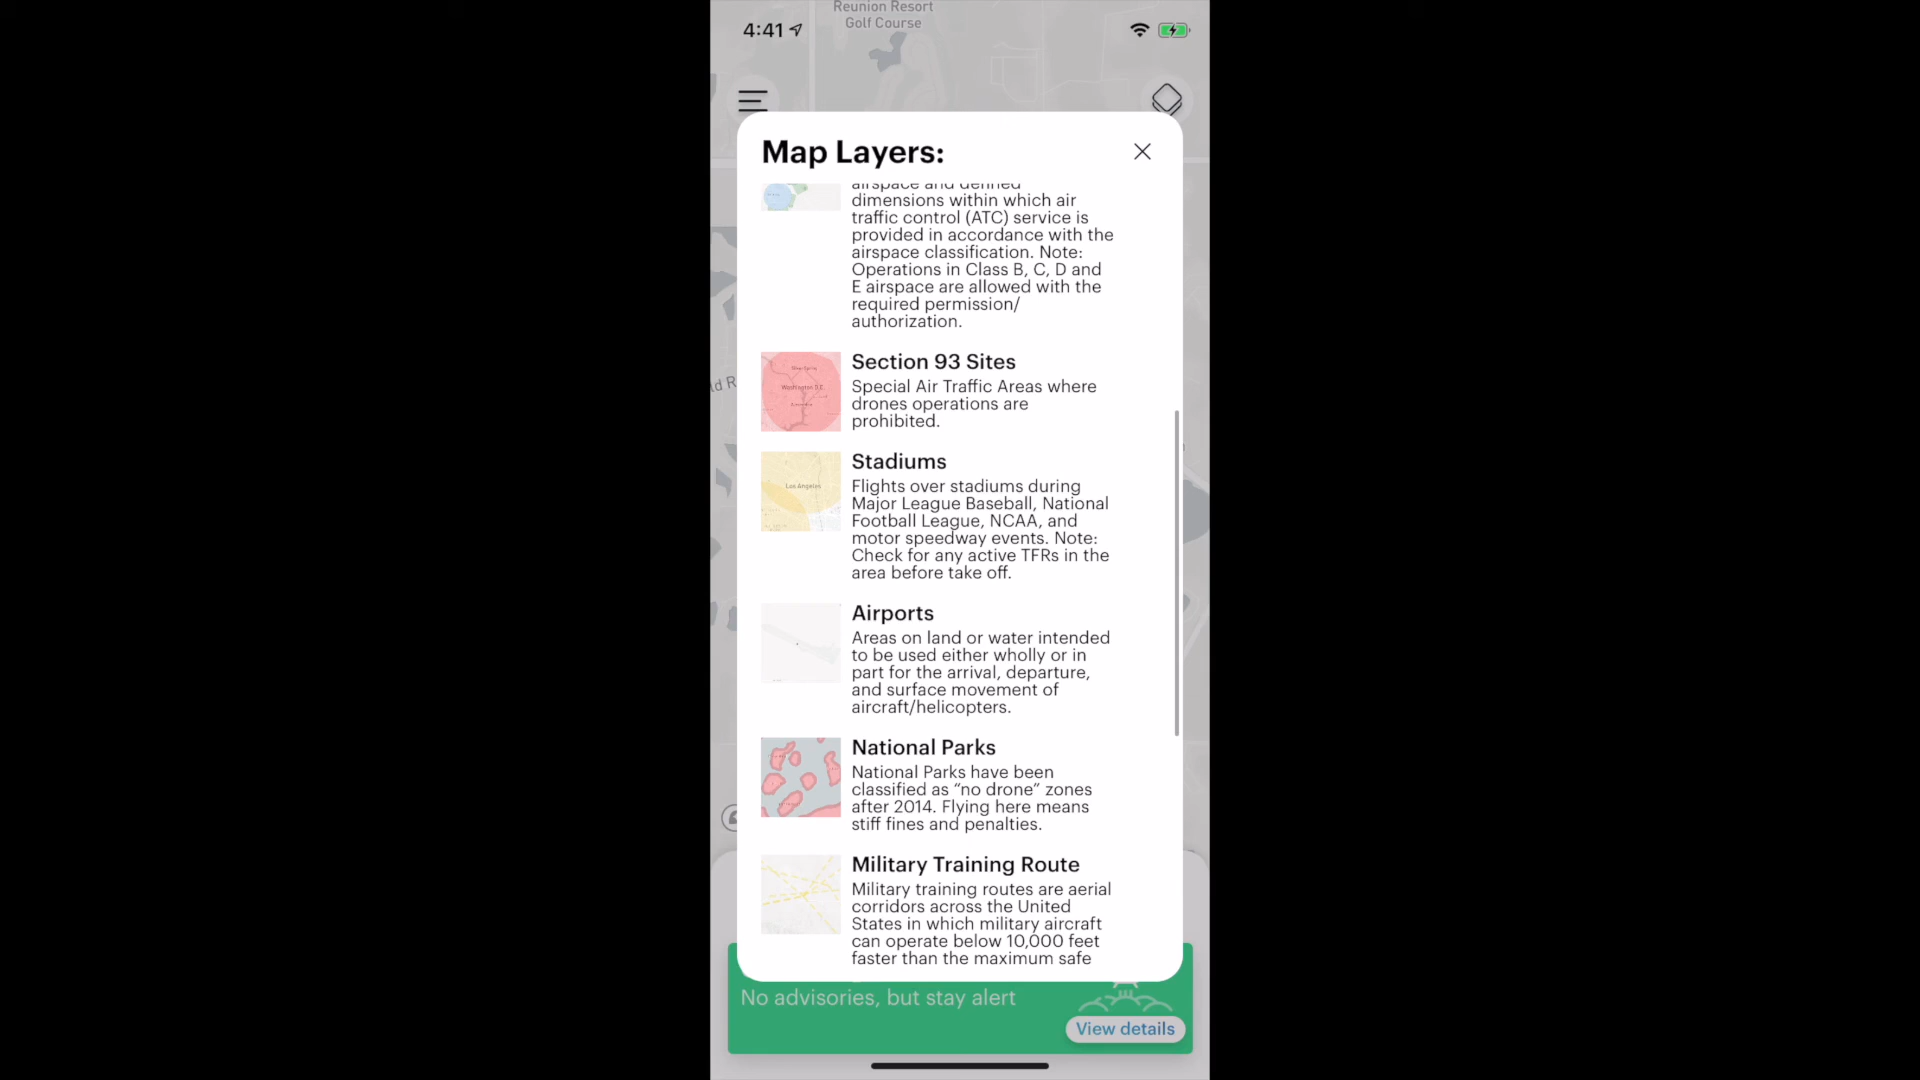 Reunion Resort
Golf Course
4:41
Map Layers:
airspace and defined
dimensions within which air
traffic control (ATC) service is
provided in accordance with the
airspace classification. Note:
Operations in Class B, C, D and
E airspace are allowed with the
required permission/
authorization.
Section 93 Sites
Special Air Traffic Areas where
drones operations are
prohibited.
Washington D.C.
ld R
Stadiums
Flights over stadiums during
Major League Baseball, National
Football League, NCAA, and
motor speedway events. Note:
Check for any active TFRs in the
area before take off.
Los Angeles
Airports
Areas on land or water intended
to be used either wholly or in
part for the arrival, departure,
and surface movement of
aircraft/helicopters.
National Parks
National Parks have been
classified as “no drone” zones
after 2014. Flying here means
stiff fines and penalties.
Military Training Route
Military training routes are aerial
corridors across the United
States in which military aircraft
can operate below 10,000 feet
faster than the maximum safe
No advisories, but stay alert
View details